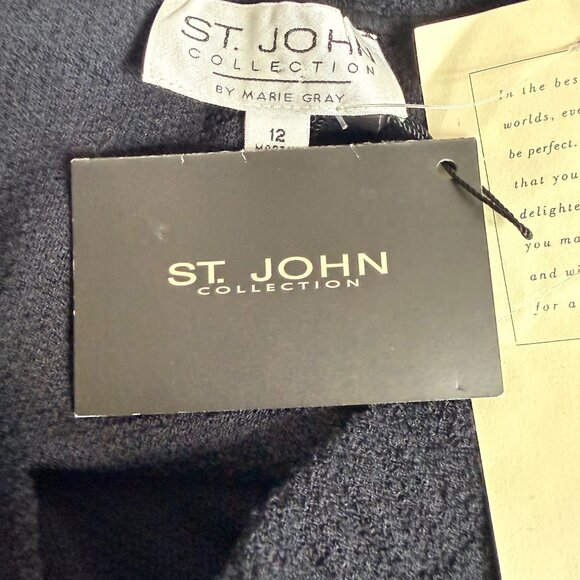 ST. JOHN
COLLECTION
BY MARIE GRAY
12
ST. JOHN
COLLECTION
In the bes
worlds, eve
be perfect.
that you
delighte
you ma
and wi
for a